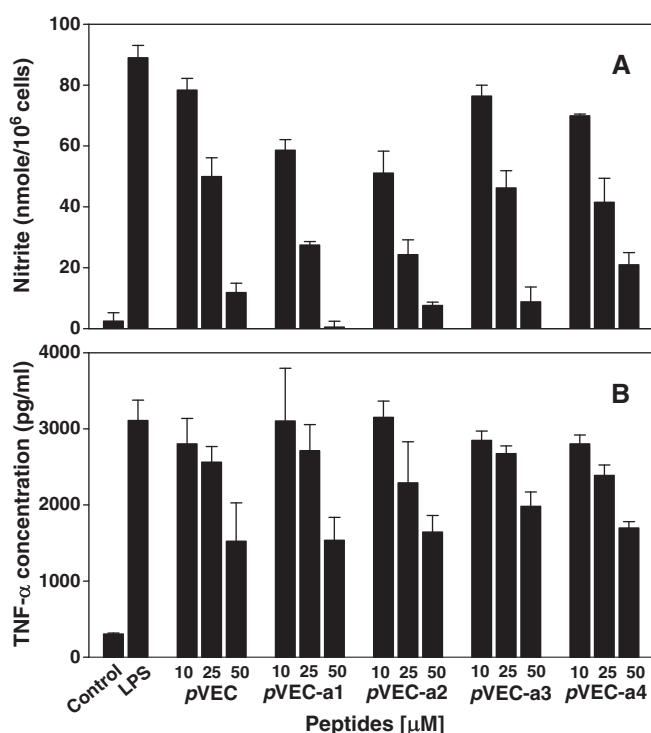 A
Nitrite (nmole/10⁶ cells)
100
80
60
40
20
0
B
TNF-α concentration (pg/ml)
4000
3000
2000
1000
0
Control
LPS
10 25 50 10 25 50 10 25 50 10 25 50 10 25 50
pVEC pVEC-a1 pVEC-a2 pVEC-a3 pVEC-a4
Peptides [μM]